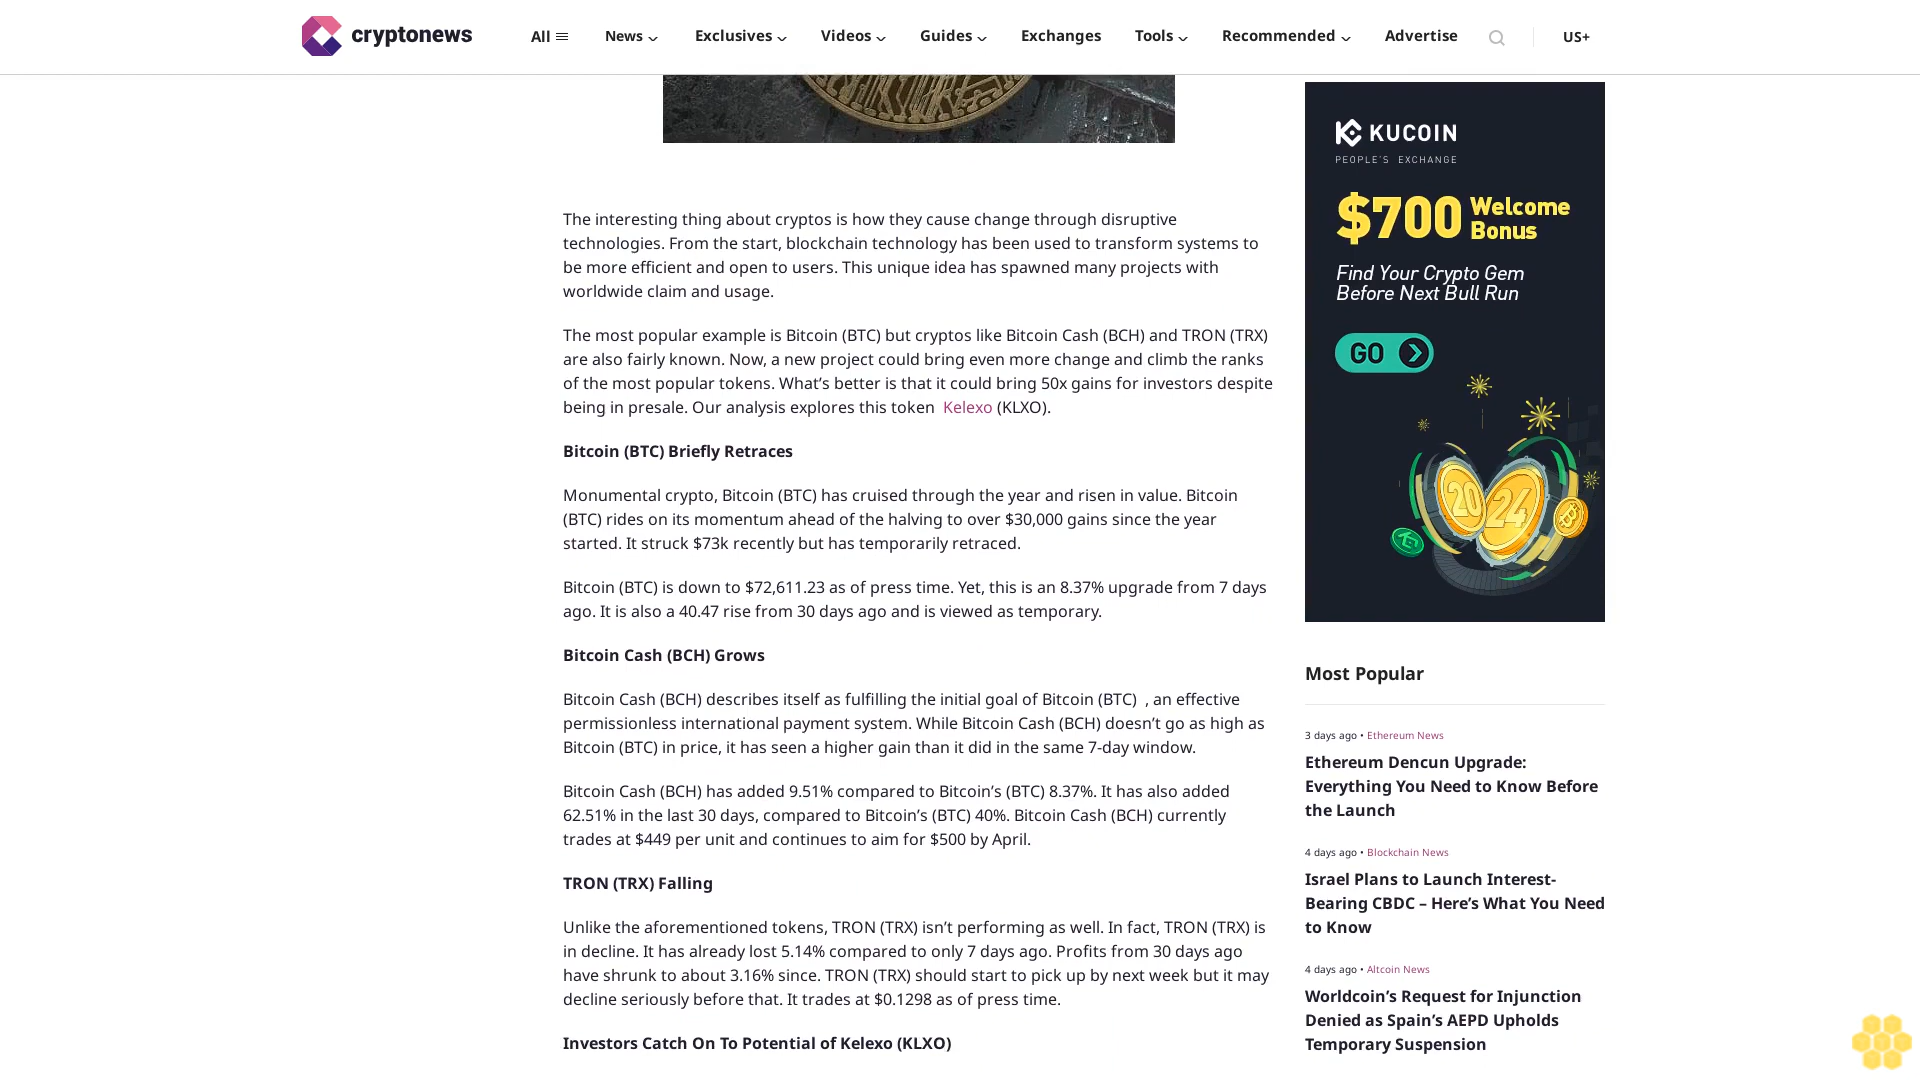 cryptonews
All
News
Exclusives
Videos
Guides
Exchanges
Tools
Recommended
Advertise
US+
The interesting thing about cryptos is how they cause change through disruptive
technologies. From the start, blockchain technology has been used to transform systems to
be more efficient and open to users. This unique idea has spawned many projects with
worldwide claim and usage.
The most popular example is Bitcoin (BTC) but cryptos like Bitcoin Cash (BCH) and TRON (TRX)
are also fairly known. Now, a new project could bring even more change and climb the ranks
of the most popular tokens. What’s better is that it could bring 50x gains for investors despite
being in presale. Our analysis explores this token  Kelexo (KLXO).
Bitcoin (BTC) Briefly Retraces
Monumental crypto, Bitcoin (BTC) has cruised through the year and risen in value. Bitcoin
(BTC) rides on its momentum ahead of the halving to over $30,000 gains since the year
started. It struck $73k recently but has temporarily retraced.
Bitcoin (BTC) is down to $72,611.23 as of press time. Yet, this is an 8.37% upgrade from 7 days
ago. It is also a 40.47 rise from 30 days ago and is viewed as temporary.
Bitcoin Cash (BCH) Grows
Bitcoin Cash (BCH) describes itself as fulfilling the initial goal of Bitcoin (BTC)  , an effective
permissionless international payment system. While Bitcoin Cash (BCH) doesn’t go as high as
Bitcoin (BTC) in price, it has seen a higher gain than it did in the same 7-day window.
Bitcoin Cash (BCH) has added 9.51% compared to Bitcoin’s (BTC) 8.37%. It has also added
62.51% in the last 30 days, compared to Bitcoin’s (BTC) 40%. Bitcoin Cash (BCH) currently
trades at $449 per unit and continues to aim for $500 by April.
TRON (TRX) Falling
Unlike the aforementioned tokens, TRON (TRX) isn’t performing as well. In fact, TRON (TRX) is
in decline. It has already lost 5.14% compared to only 7 days ago. Profits from 30 days ago
have shrunk to about 3.16% since. TRON (TRX) should start to pick up by next week but it may
decline seriously before that. It trades at $0.1298 as of press time.
Investors Catch On To Potential of Kelexo (KLXO)
KUCOIN
PEOPLE'S EXCHANGE
$700 Welcome
Bonus
Find Your Crypto Gem
Before Next Bull Run
GO
20 24
Most Popular
3 days ago • Ethereum News
Ethereum Dencun Upgrade:
Everything You Need to Know Before
the Launch
4 days ago • Blockchain News
Israel Plans to Launch Interest-
Bearing CBDC – Here’s What You Need
to Know
4 days ago • Altcoin News
Worldcoin’s Request for Injunction
Denied as Spain’s AEPD Upholds
Temporary Suspension